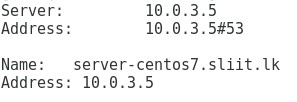 Server:         10.0.3.5
Address:        10.0.3.5#53

Name:   server-centos7.sliit.lk
Address: 10.0.3.5